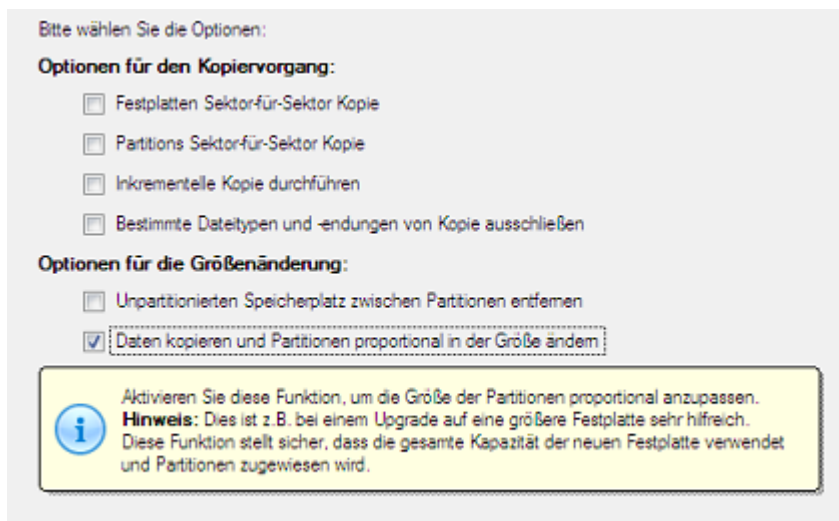 Bitte wählen Sie die Optionen:
Optionen für den Kopiervorgang:
Festplatten Sektor-für-Sektor Kopie
Partitions Sektor-für-Sektor Kopie
Inkrementelle Kopie durchführen
Bestimmte Dateitypen und -endungen von Kopie ausschließen
Optionen für die Größenänderung:
Unpartitionierten Speicherplatz zwischen Partitionen entfernen
Daten kopieren und Partitionen proportional in der Größe ändern
Aktivieren Sie diese Funktion, um die Größe der Partitionen proportional anzupassen.
Hinweis: Dies ist z.B. bei einem Upgrade auf eine größere Festplatte sehr hilfreich.
Diese Funktion stellt sicher, dass die gesamte Kapazität der neuen Festplatte verwendet
und Partitionen zugewiesen wird.